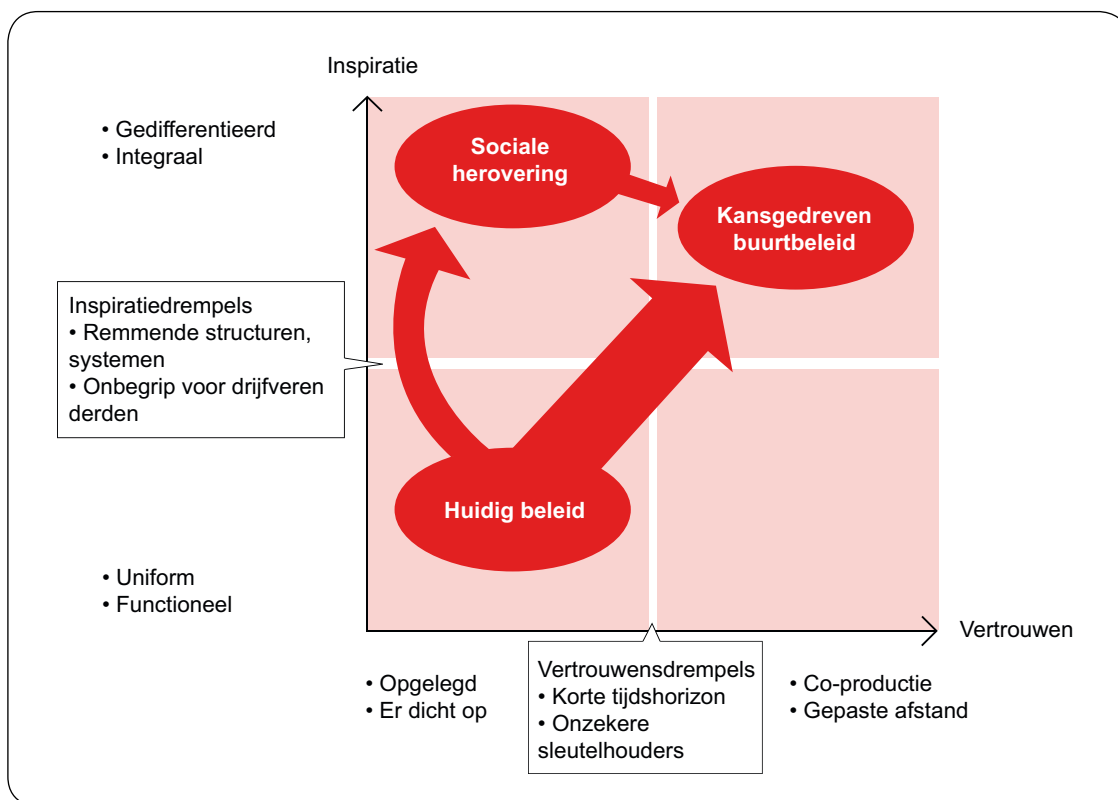 Inspiratie
• Gedifferentieerd
• Integraal
Sociale
herovering
Kansgedreven
buurtbeleid
Inspiratiedrempels
• Remmende structuren,
systemen
• Onbegrip voor drijfveren
derden
Huidig beleid
• Uniform
• Functioneel
Vertrouwen
• Opgelegd
• Er dicht op
Vertrouwensdrempels
• Korte tijdshorizon
• Onzekere
sleutelhouders
• Co-productie
• Gepaste afstand